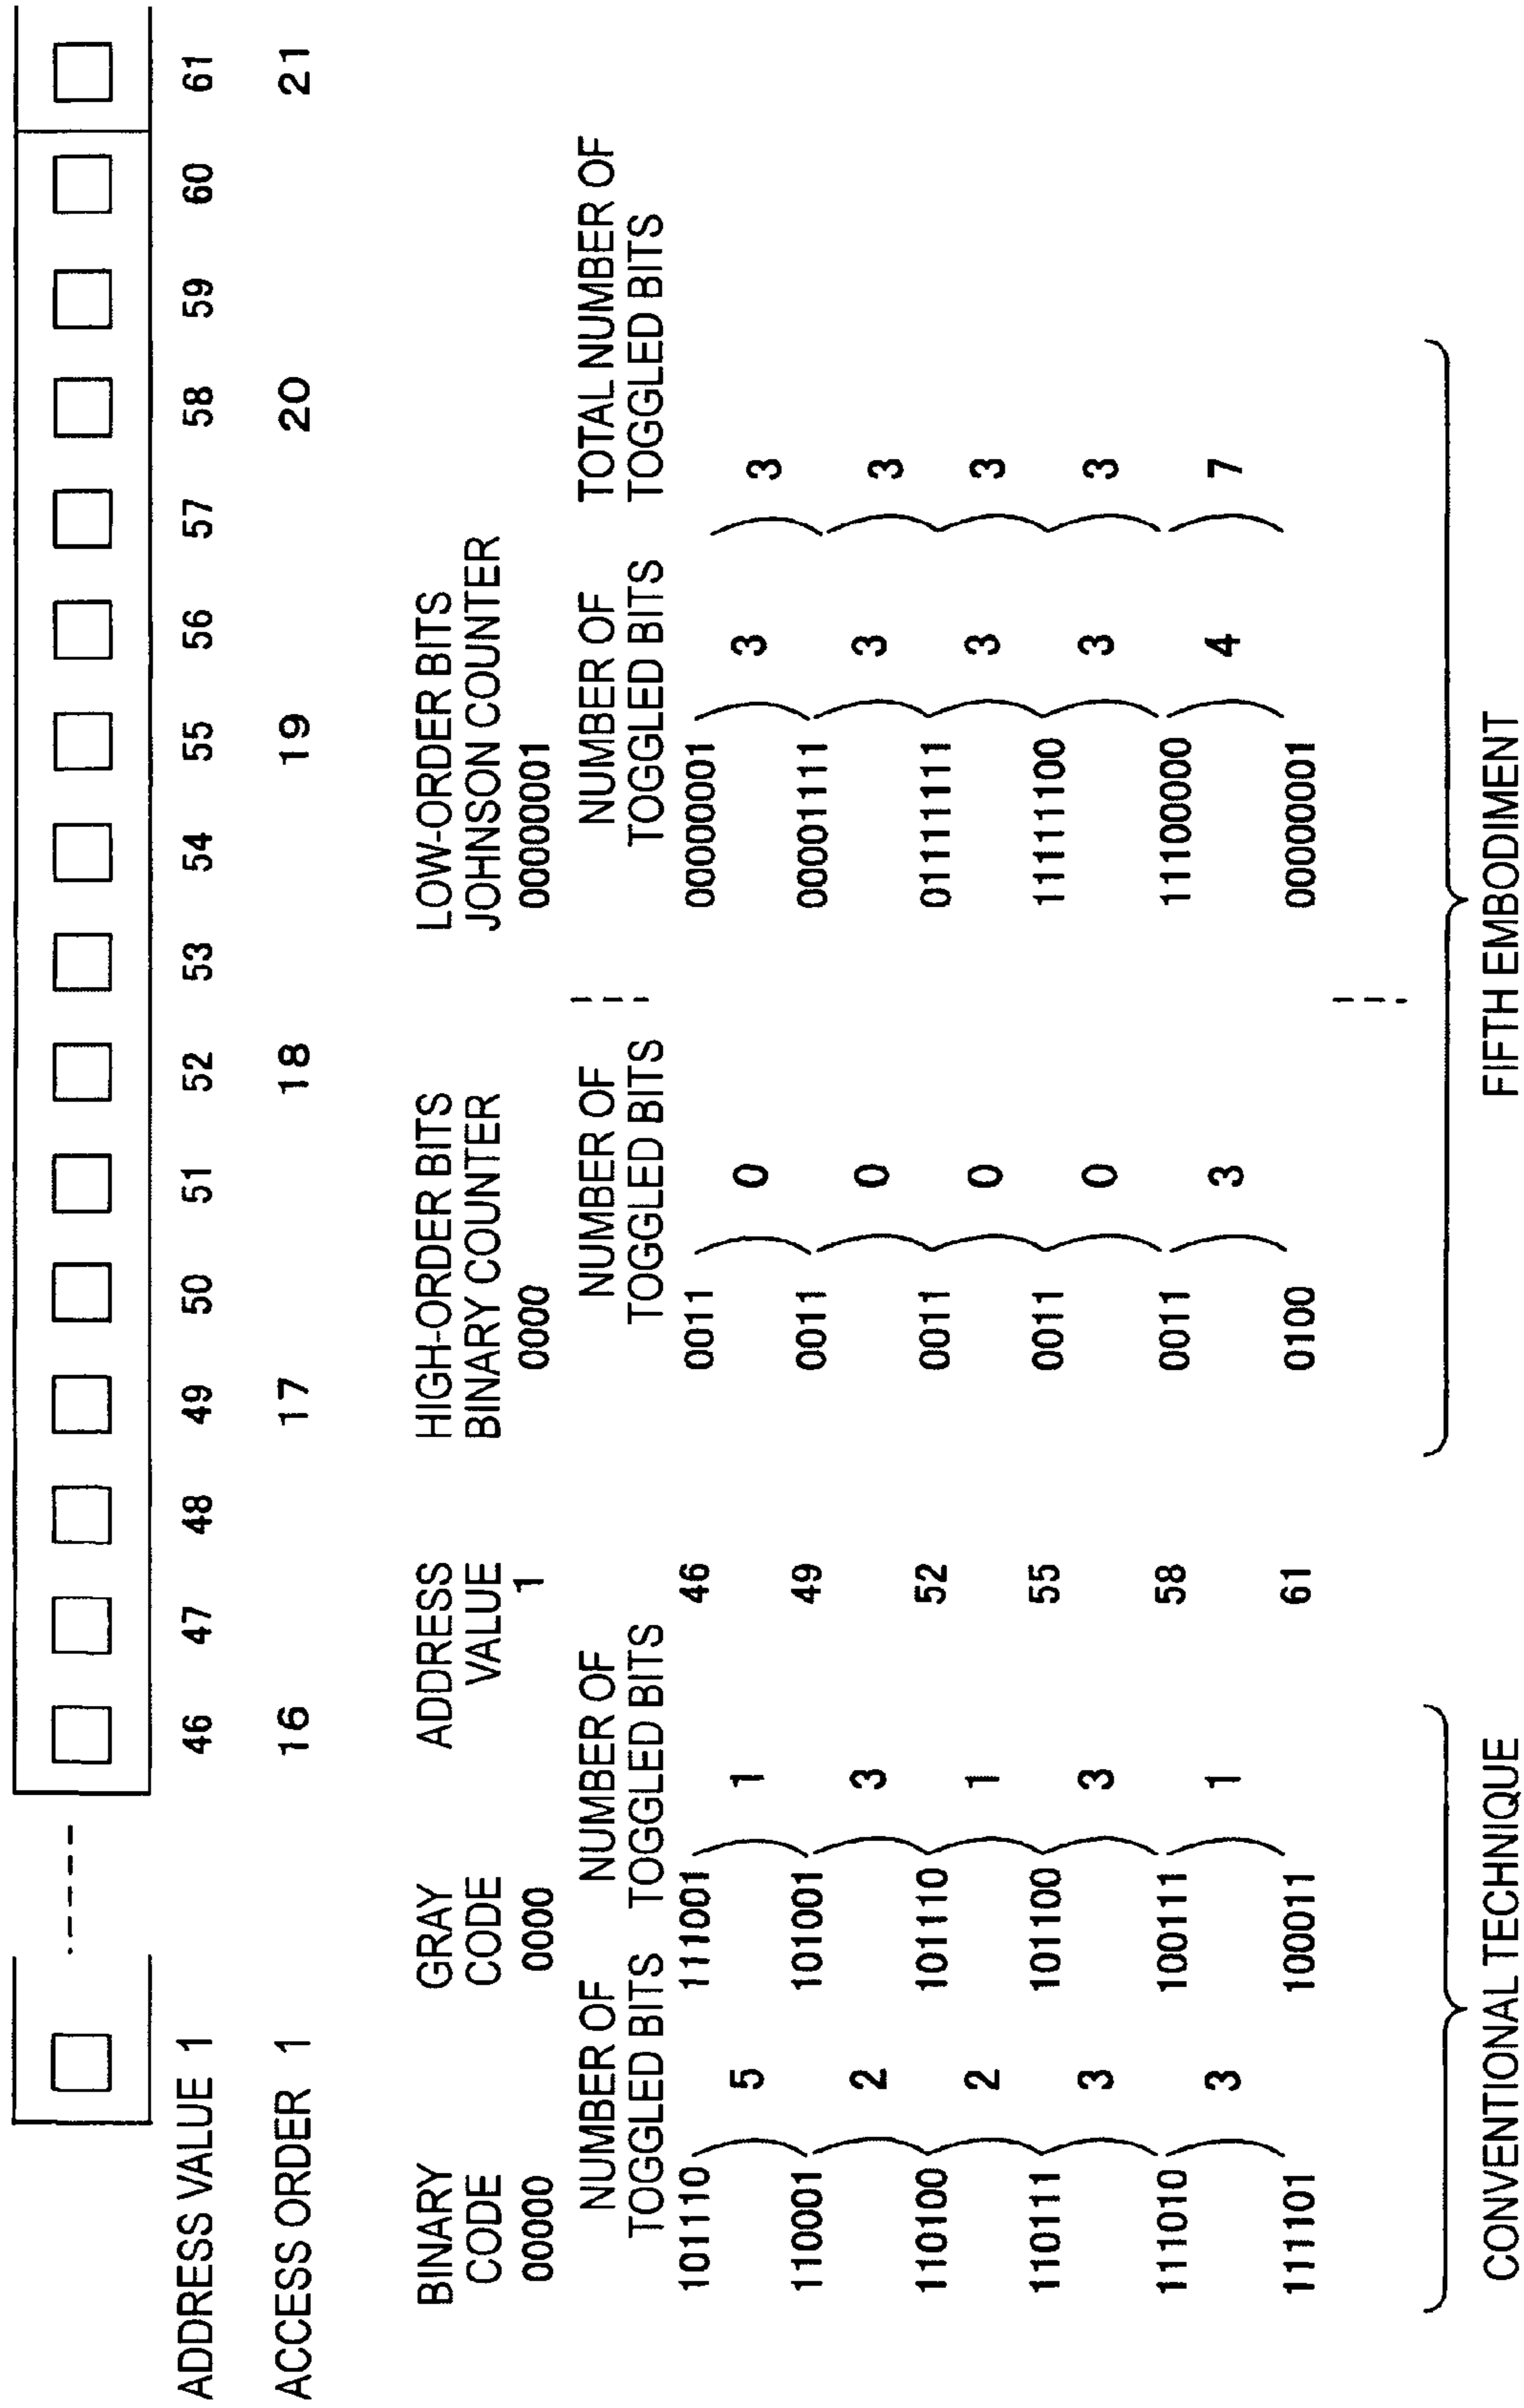 ADDRESS VALUE 1 46 47 48 49 50 51 52 53 54 55 56 57 58 59 60 61
ACCESS ORDER 1 16 17 18 19 20 21
BINARY GRAY ADDRESS HIGH-ORDER BITS LOW-ORDER BITS
CODE CODE VALUE BINARY COUNTER JOHNSON COUNTER
00000 0000 1 0000 00000001
NUMBER OF NUMBER OF NUMBER OF NUMBER OF TOTAL NUMBER OF
TOGGLED BITS TOGGLED BITS TOGGLED BITS TOGGLED BITS TOGGLED BITS
101110 111001 46 0011 00000001
5 1 0 3 3
110001 101001 49 0011 00001111
2 3 0 3 3
110100 101110 52 0011 01111111
2 1 0 3 3
110111 101100 55 0011 11111100
3 3 0 3 3
111010 100111 58 0011 11100000
3 1 3 4 7
111101 100011 61 0100 00000001
CONVENTIONAL TECHNIQUE FIFTH EMBODIMENT